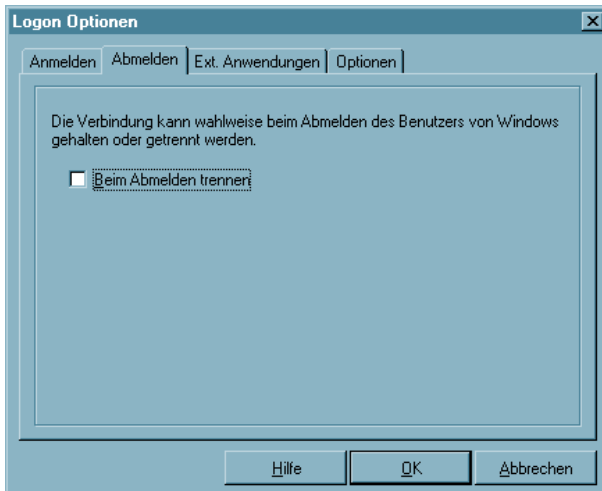 Logon Optionen
Anmelden Abmelden Ext. Anwendungen Optionen
Die Verbindung kann wahlweise beim Abmelden des Benutzers von Windows
gehalten oder getrennt werden.
Beim Abmelden trennen
Hilfe OK Abbrechen